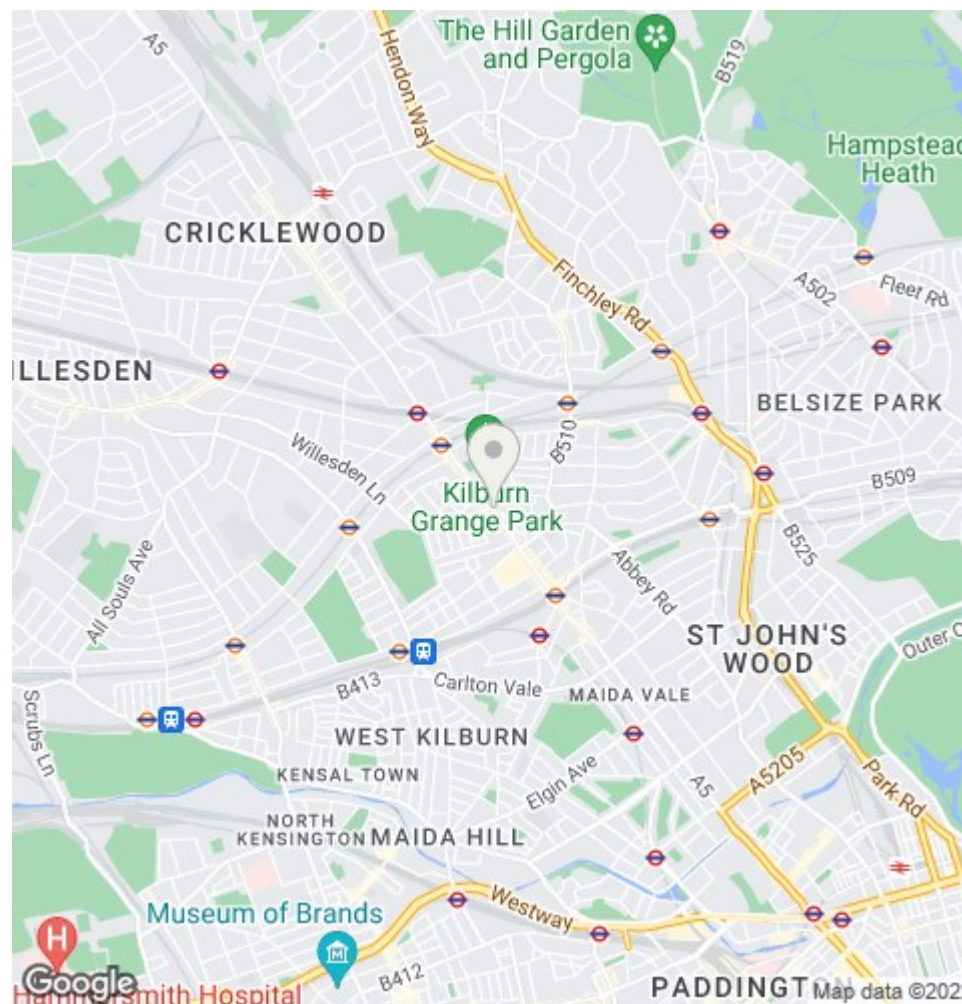 The Hill Garden
and Pergola
A5
Hendon Way
B519
Hampstead
Heath
CRICKLEWOOD
Finchley Rd
A502
Fleet Rd
ILLESDEN
BELSIZE PARK
Willesden Ln
B510
B509
Kilburn
Grange Park
B525
All Souls Ave
Abbey Rd
ST JOHN'S
WOOD
Outer C
B413
Carlton Vale
MAIDA VALE
Scrubs Ln
WEST KILBURN
KENSAL TOWN
Elgin Ave
A5
A5205
Park Rd
NORTH
KENSINGTON
MAIDA HILL
Museum of Brands
Westway
H
B412
Google
Hammersmith Hospital
PADDINGT
Map data ©202